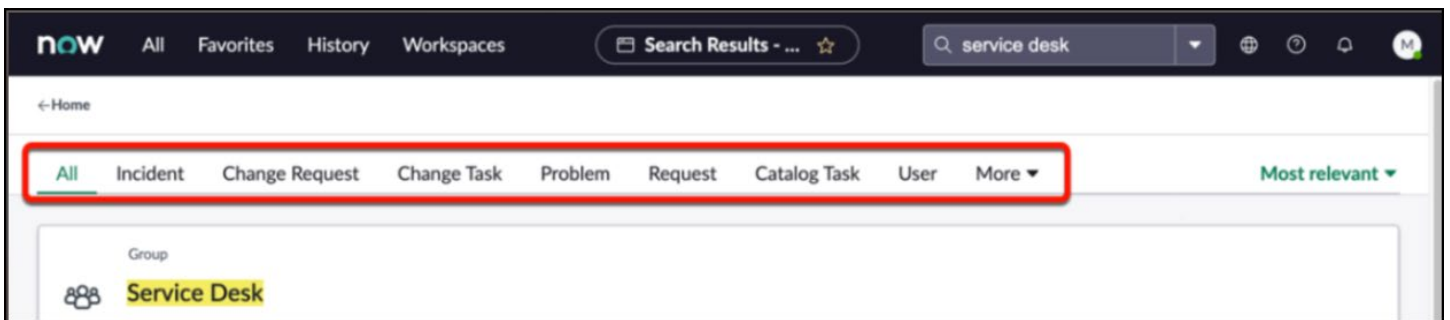 now All Favorites History Workspaces Search Results - ... service desk M
←Home
All Incident Change Request Change Task Problem Request Catalog Task User More Most relevant
Group
Service Desk